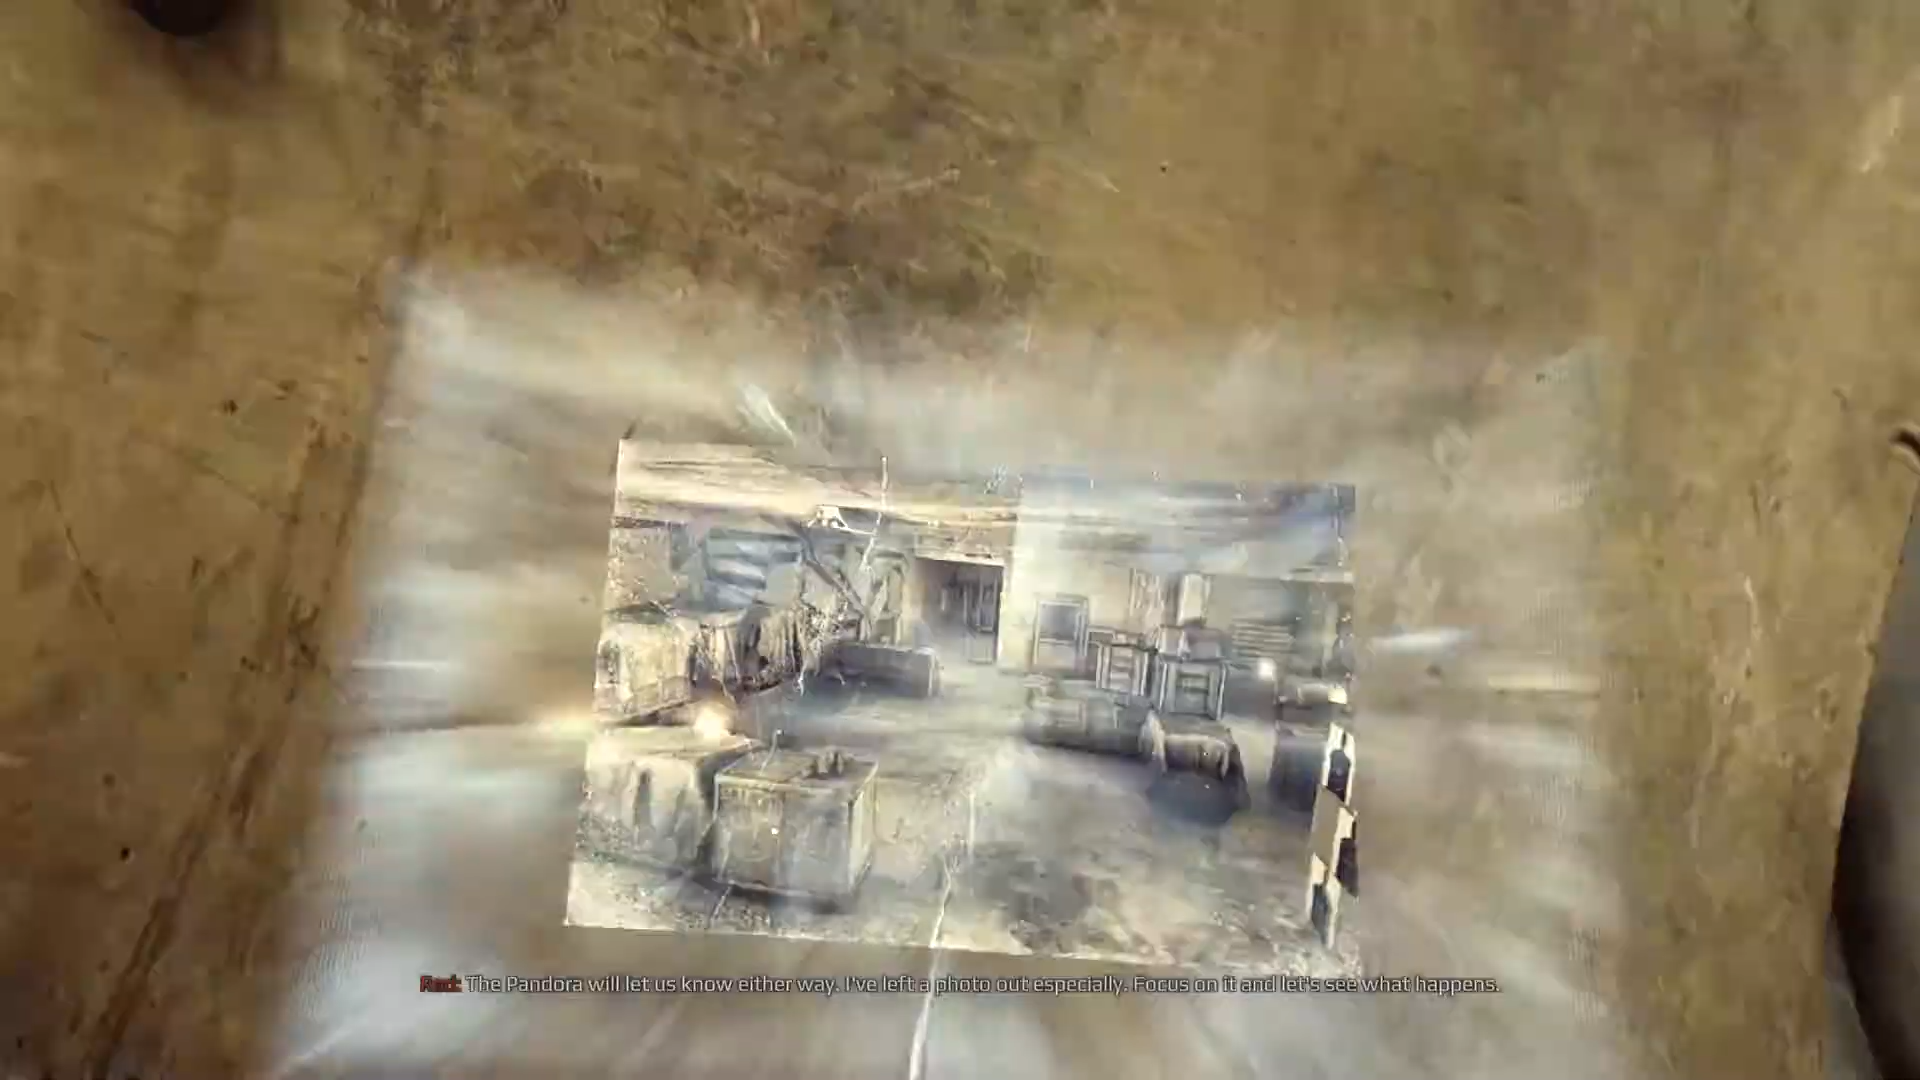 Red: The Pandora will let us know either way. I've left a photo out especially. Focus on it and let's see what happens.